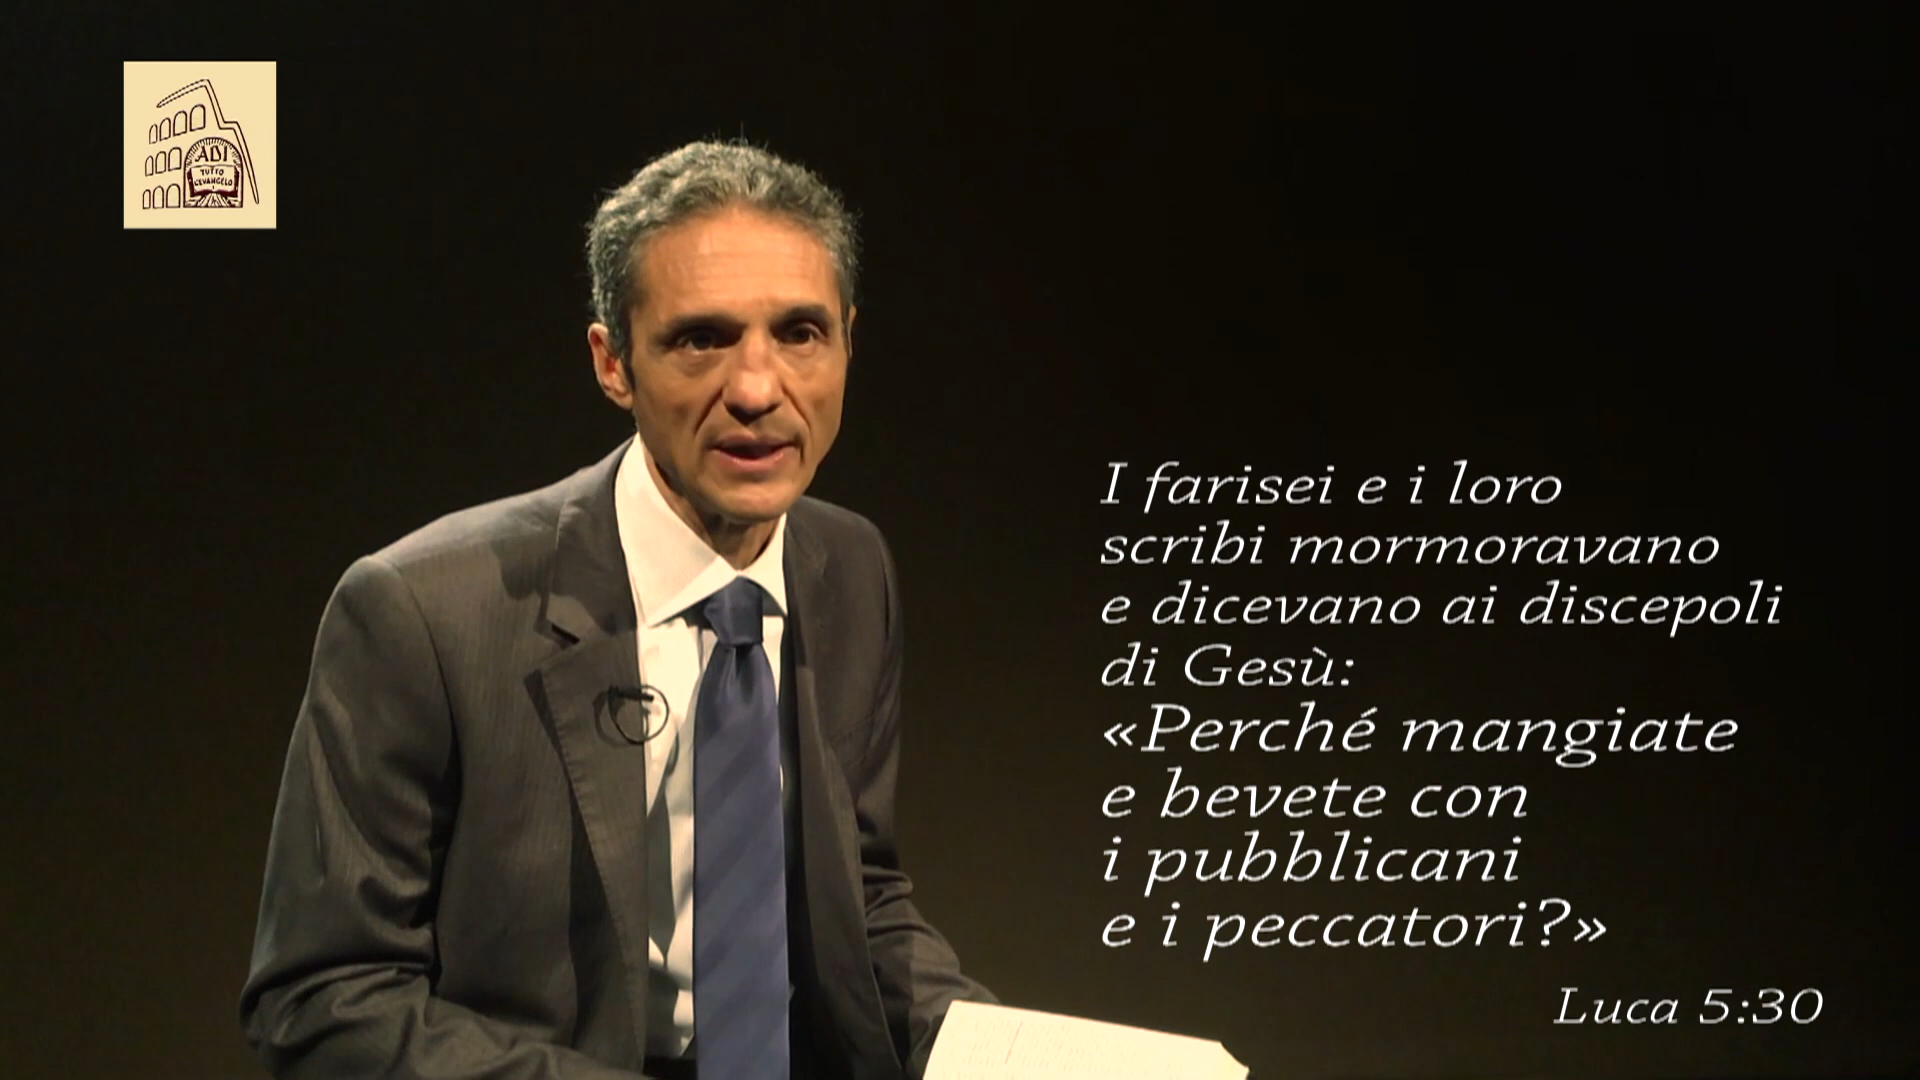 ADI
TUTTO
L'EVANGELO
I farisei e i loro
scribi mormoravano
e dicevano ai discepoli
di Gesù:
«Perché mangiate
e bevete con
i pubblicani
e i peccatori?»
Luca 5:30